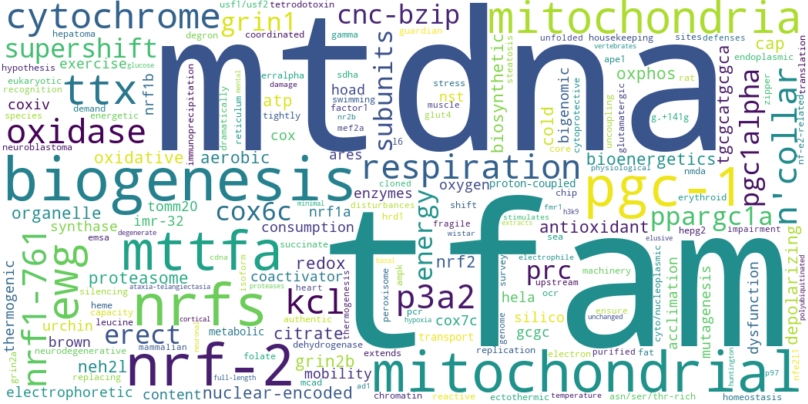 usf1/usf2 tetrodotoxin
cytochrome
hepatoma
degron
grin1
coordinated
cnc-bzip
gamma
guardian
mitochondria
supershift
mtdna
unfolded housekeeping
sites defenses
vertebrates
hypothesis exercise glucose
eukaryotic
recognition
ttx
nrf1b
immunoprecipitation
dramatically
reticulum
mental
erralpha
damage
sdha
hoad
subunits
stress
nst
biosynthetic
steatosis
cold
bigenomic
cytoprotective
ape1
oxphos
rat
cap
endoplasmic
translation
tgcgcatgcgca
zipper
nrf-2-related
coxiv
demand
atp
tightly
swimming
factor1
nr2b
mef2a
muscle
glut4
l16
core
uncoupling
glutamatergic
g.+141g
species
energetic
cox
oxidase
neuroblastoma
oxidative
aerobic
ares
respiration
bioenergetics
physiological
nmda
pgc1alpha
n'collar
biogenesis
enzymes
cloned
oxygen
proton-coupled
chip
pgc-1
erythroid
organelle
tomm20
imr-32
cox6c
nrf1a
disturbances
hrd1
minimal
shift
fragile
wistar
fmr1
stimulates
h3k9
extracts
antioxidant
hepg2
impairment
ppargc1a
synthase
emsa
degenerate
consumption
energy
nrf2
sea
electrophile
elusive
nrf1-761
ewg
mttfa
cdna
succinate
redox
tfam
upstream
prc
machinery
ocr
cyto/nucleoplasmic
depolarizing
thermogenic
proteasome
ataxia-telangiectasia
isoform
coactivator
thermogenesis
ampk
peroxisome
genome
survey
hela
acclimation
mutagenesis
dysfunction
polyubiquitinated
silencing
nrfs
proteases
heart
kcl
p3a2
urchin
heme
capacity
leucine
authentic
pcr
hypoxia
cox7c
silico
gcgc
ensure
unchanged
brown
mammalian
erect
cortical
metabolic
citrate
dehydrogenase
transport
grin2a
neurodegenerative
nrf-2
folate
grin2b
extends
replication
electron
purified
fat
huntington
p97
nfe2l1
neh2l
replacing
full-length
mobility
mcad
ad1
mitochondrial
electrophoretic
content
nuclear-encoded
chromatin
reactive
ectothermic
temperature
asn/ser/thr-rich
homeostasis